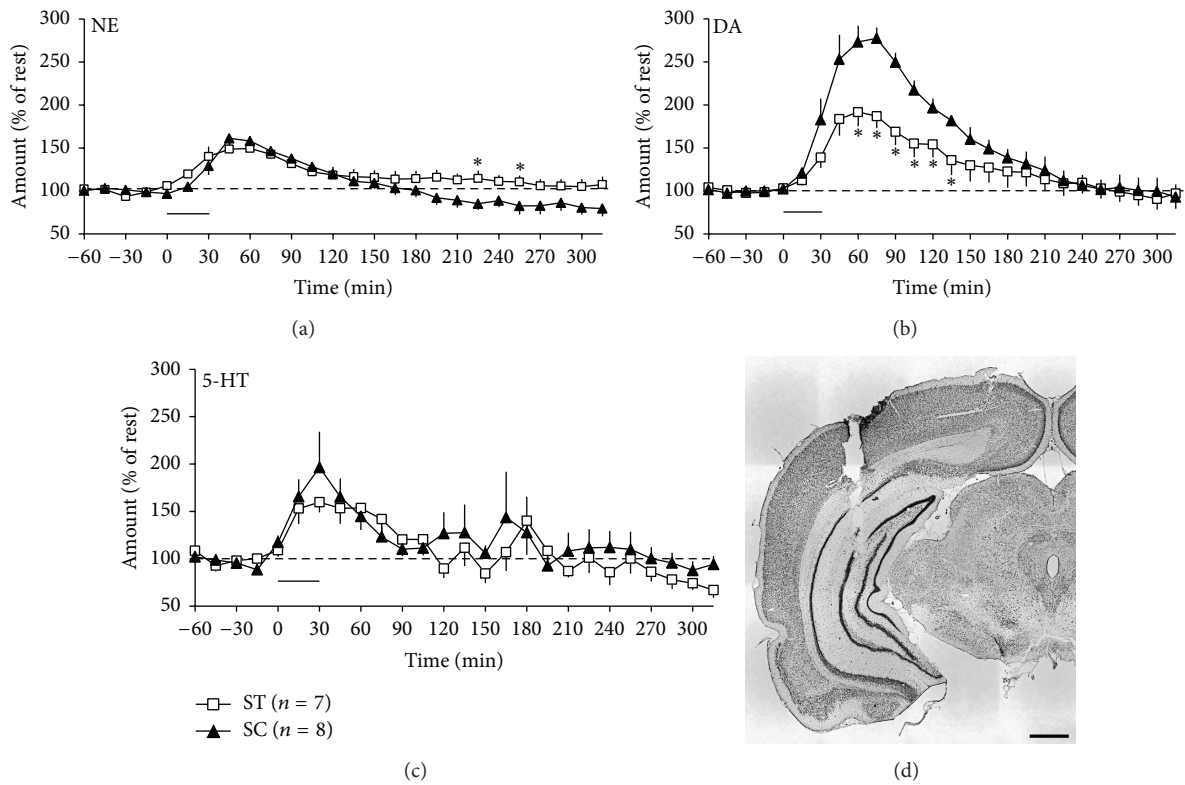 NE
300
250
200
150
100
50
Amount (% of rest)
−60 −30 0 30 60 90 120 150 180 210 240 270 300
Time (min)
* *
(a)
DA
300
250
200
150
100
50
Amount (% of rest)
−60 −30 0 30 60 90 120 150 180 210 240 270 300
Time (min)
* * * * * *
(b)
5-HT
300
250
200
150
100
50
Amount (% of rest)
−60 −30 0 30 60 90 120 150 180 210 240 270 300
Time (min)
ST (n = 7)
SC (n = 8)
(c)
(d)